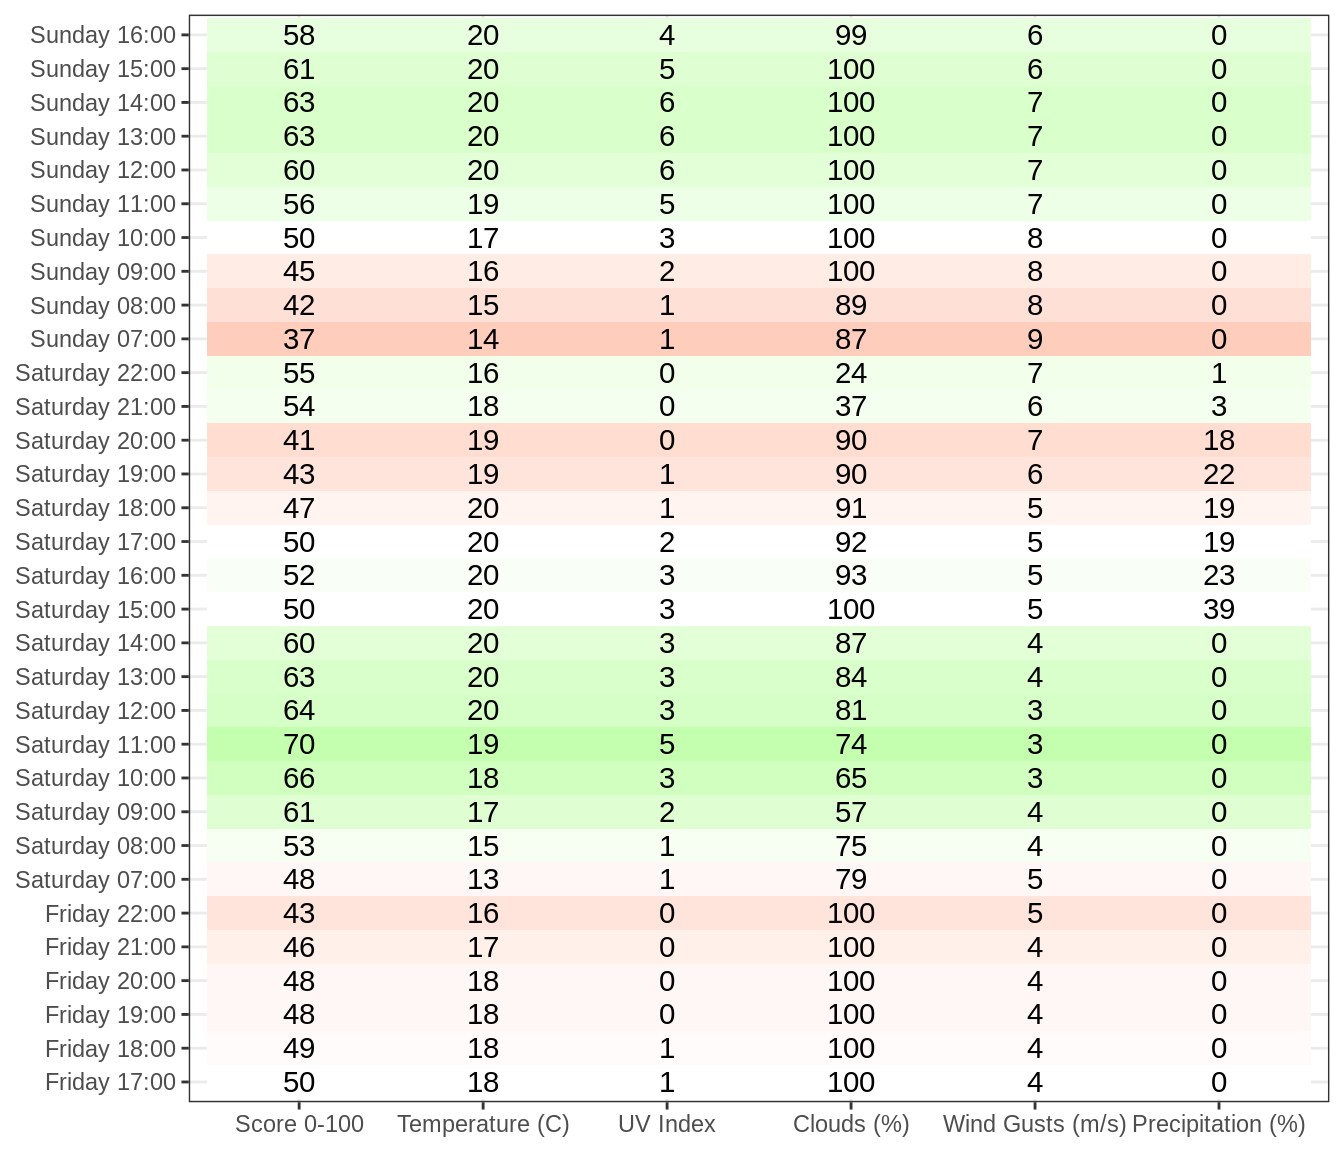 Sunday 16:00 58 20 4 99 6 0
Sunday 15:00 61 20 5 100 6 0
Sunday 14:00 63 20 6 100 7 0
Sunday 13:00 63 20 6 100 7 0
Sunday 12:00 60 20 6 100 7 0
Sunday 11:00 56 19 5 100 7 0
Sunday 10:00 50 17 3 100 8 0
Sunday 09:00 45 16 2 100 8 0
Sunday 08:00 42 15 1 89 8 0
Sunday 07:00 37 14 1 87 9 0
Saturday 22:00 55 16 0 24 7 1
Saturday 21:00 54 18 0 37 6 3
Saturday 20:00 41 19 0 90 7 18
Saturday 19:00 43 19 1 90 6 22
Saturday 18:00 47 20 1 91 5 19
Saturday 17:00 50 20 2 92 5 19
Saturday 16:00 52 20 3 93 5 23
Saturday 15:00 50 20 3 100 5 39
Saturday 14:00 60 20 3 87 4 0
Saturday 13:00 63 20 3 84 4 0
Saturday 12:00 64 20 3 81 3 0
Saturday 11:00 70 19 5 74 3 0
Saturday 10:00 66 18 3 65 3 0
Saturday 09:00 61 17 2 57 4 0
Saturday 08:00 53 15 1 75 4 0
Saturday 07:00 48 13 1 79 5 0
Friday 22:00 43 16 0 100 5 0
Friday 21:00 46 17 0 100 4 0
Friday 20:00 48 18 0 100 4 0
Friday 19:00 48 18 0 100 4 0
Friday 18:00 49 18 1 100 4 0
Friday 17:00 50 18 1 100 4 0
Score 0-100 Temperature (C) UV Index Clouds (%) Wind Gusts (m/s) Precipitation (%)